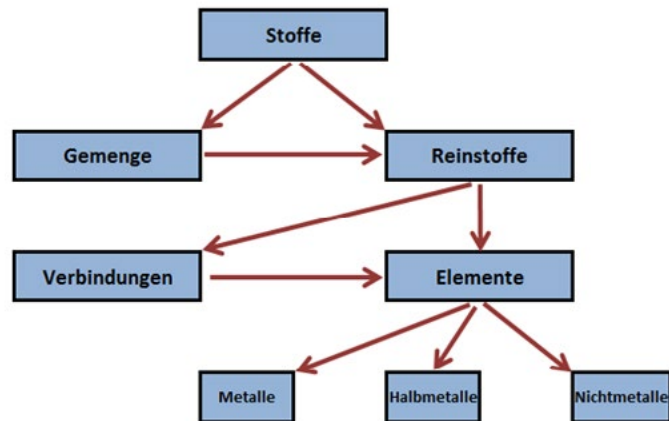 Stoffe
Gemenge
Reinstoffe
Verbindungen
Elemente
Metalle
Halbmetalle
Nichtmetalle